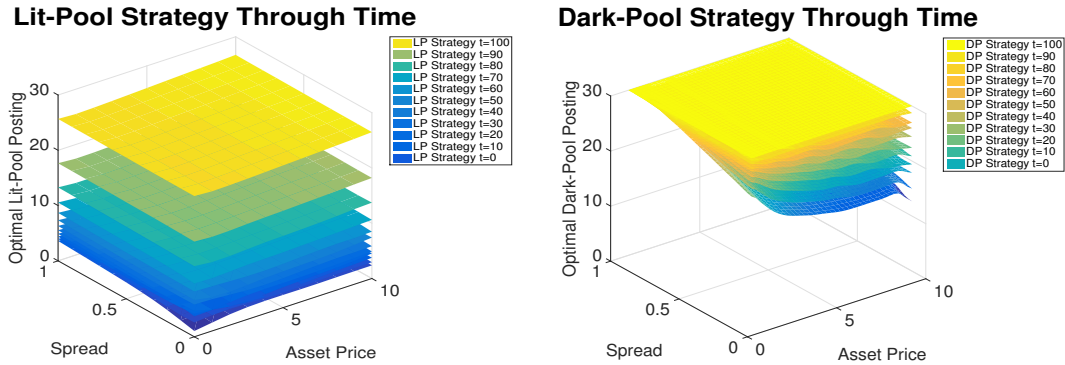 Lit-Pool Strategy Through Time
Optimal Lit-Pool Posting
30
20
10
0
1
0.5
0
Spread
0
5
10
Asset Price
LP Strategy t=100
LP Strategy t=90
LP Strategy t=80
LP Strategy t=70
LP Strategy t=60
LP Strategy t=50
LP Strategy t=40
LP Strategy t=30
LP Strategy t=20
LP Strategy t=10
LP Strategy t=0
Dark-Pool Strategy Through Time
Optimal Dark-Pool Posting
30
20
10
0
1
0.5
0
Spread
0
5
10
Asset Price
DP Strategy t=100
DP Strategy t=90
DP Strategy t=80
DP Strategy t=70
DP Strategy t=60
DP Strategy t=50
DP Strategy t=40
DP Strategy t=30
DP Strategy t=20
DP Strategy t=10
DP Strategy t=0